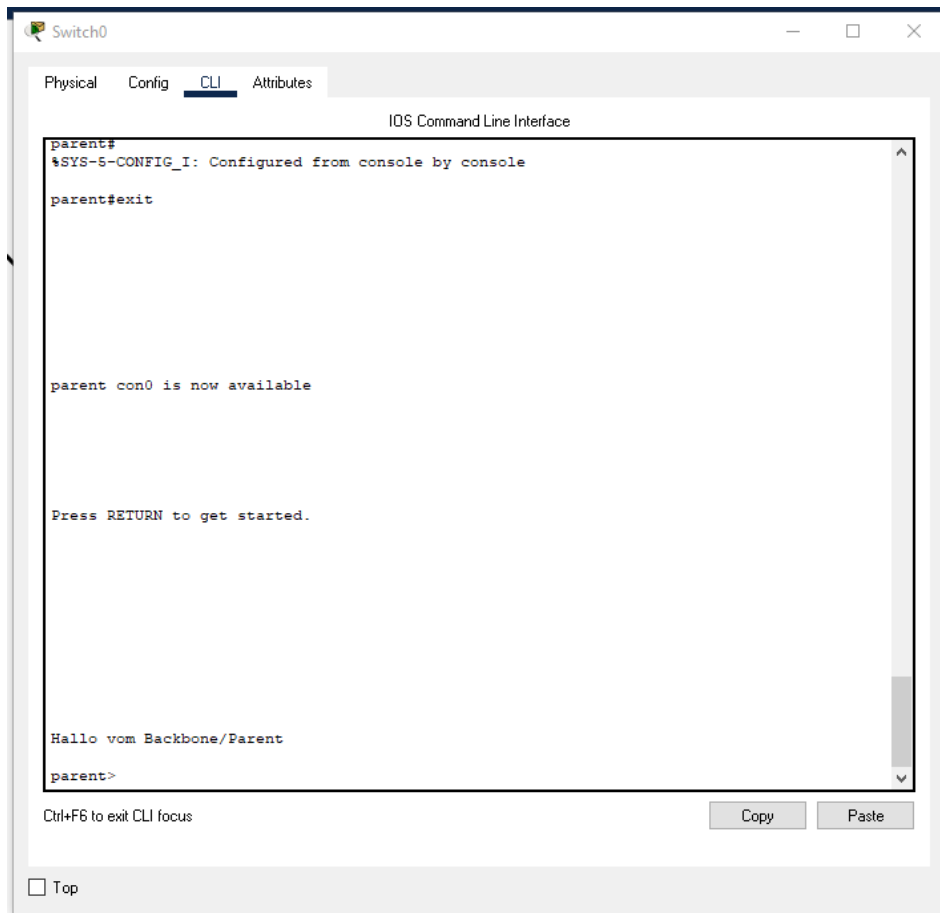 Switch0
Physical Config CLI Attributes
IOS Command Line Interface
parent#
%SYS-5-CONFIG_I: Configured from console by console
parent#exit
parent con0 is now available
Press RETURN to get started.
Hallo vom Backbone/Parent
parent>
Ctrl+F6 to exit CLI focus
Copy Paste
Top